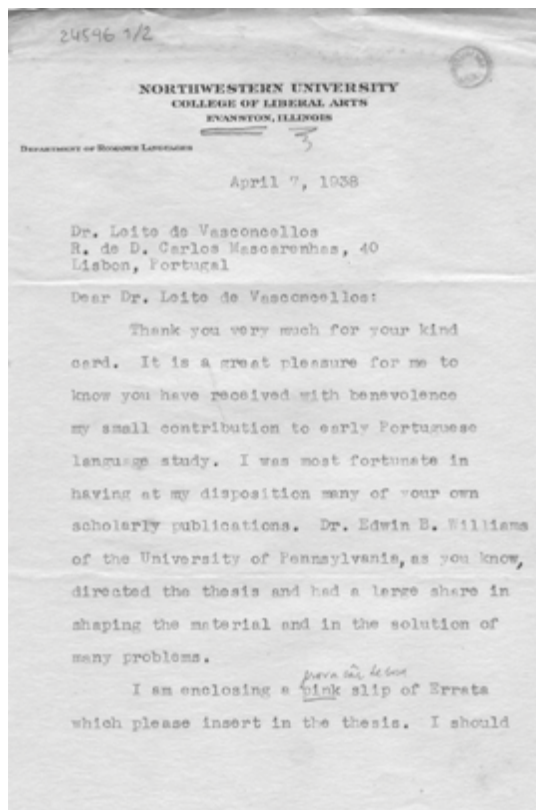 24596 1/2
NORTHWESTERN UNIVERSITY
COLLEGE OF LIBERAL ARTS
EVANSTON, ILLINOIS
3
DEPARTMENT OF ROMANCE LANGUAGES
April 7, 1938
Dr. Leite de Vasconcellos
R. de D. Carlos Mascarenhas, 40
Lisbon, Portugal
Dear Dr. Leite de Vasconcellos:
Thank you very much for your kind
card. It is a great pleasure for me to
know you have received with benevolence
my small contribution to early Portuguese
language study. I was most fortunate in
having at my disposition many of your own
scholarly publications. Dr. Edwin B. Williams
of the University of Pennsylvania, as you know,
directed the thesis and had a large share in
shaping the material and in the solution of
many problems.
I am enclosing a pink slip of Errata
which please insert in the thesis. I should